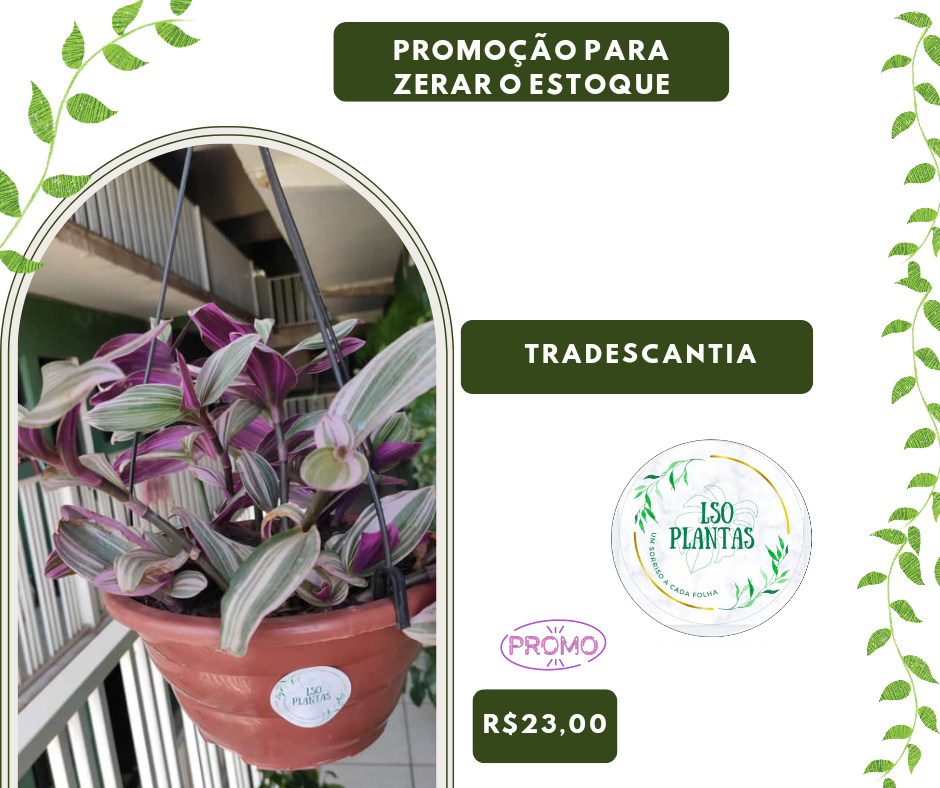 PROMOÇÃO PARA
ZERAR O ESTOQUE
TRADESCANTIA
LSO
PLANTAS
UM SORRISO A CADA FOLHA
PROMO
LSO
PLANTAS
R$23,00